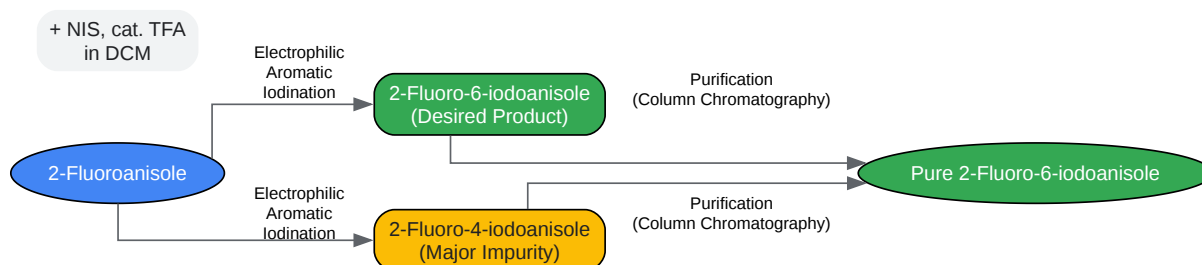 + NIS, cat. TFA
in DCM
Electrophilic
Aromatic
Iodination
2-Fluoro-6-iodoanisole
(Desired Product)
Purification
(Column Chromatography)
2-Fluoroanisole
Pure 2-Fluoro-6-iodoanisole
Electrophilic
Aromatic
Iodination
2-Fluoro-4-iodoanisole
(Major Impurity)
Purification
(Column Chromatography)